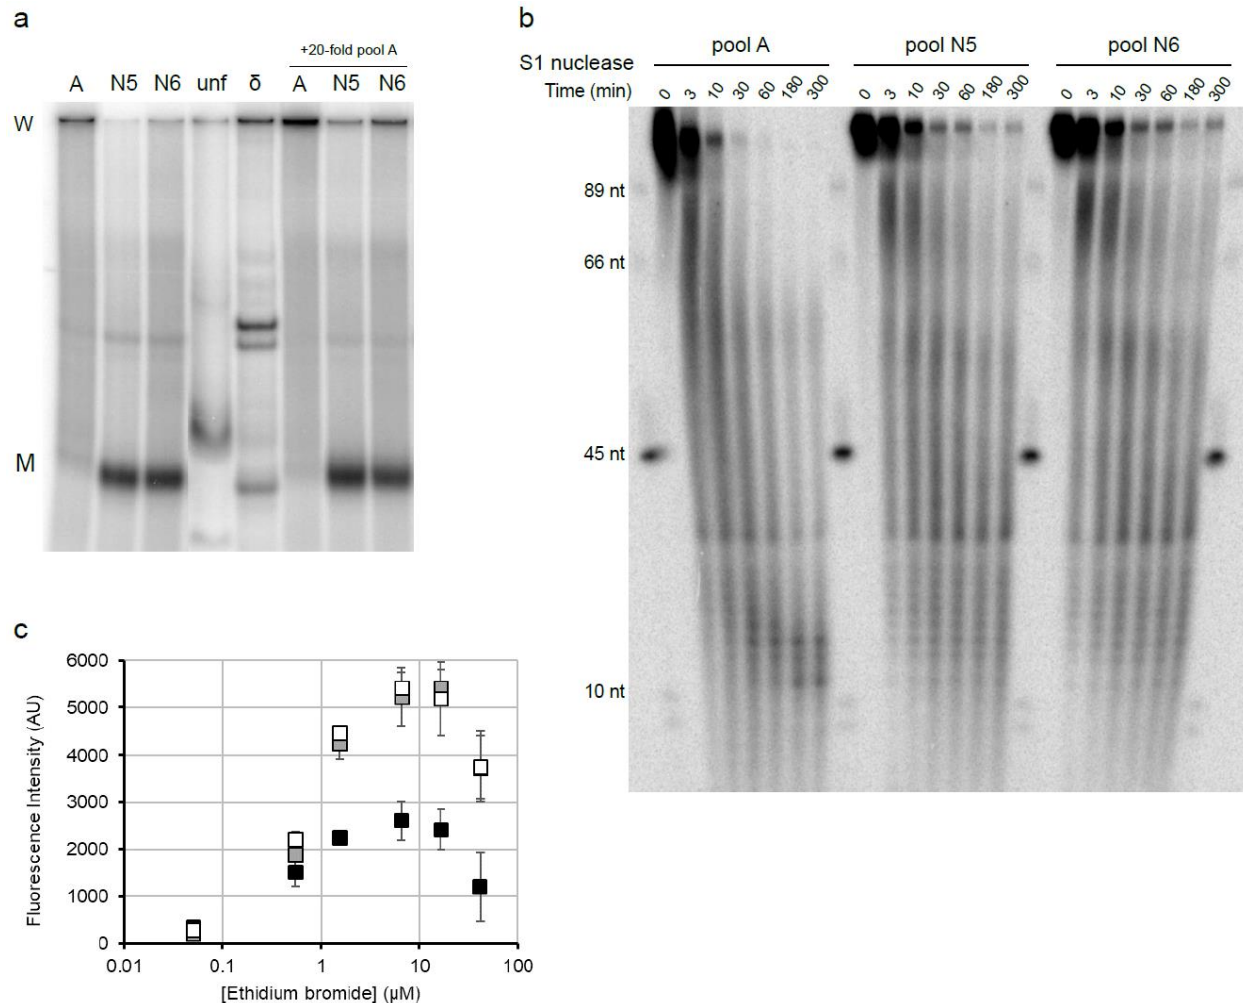 a
+20-fold pool A
A N5 N6 unf δ A N5 N6
W
M
b
pool A pool N5 pool N6
S1 nuclease
Time (min) 0 3 10 30 60 180 300 0 3 10 30 60 180 300 0 3 10 30 60 180 300
89 nt
66 nt
45 nt
10 nt
c
Fluorescence Intensity (AU)
6000
5000
4000
3000
2000
1000
0
0.01 0.1 1 10 100
[Ethidium bromide] (µM)